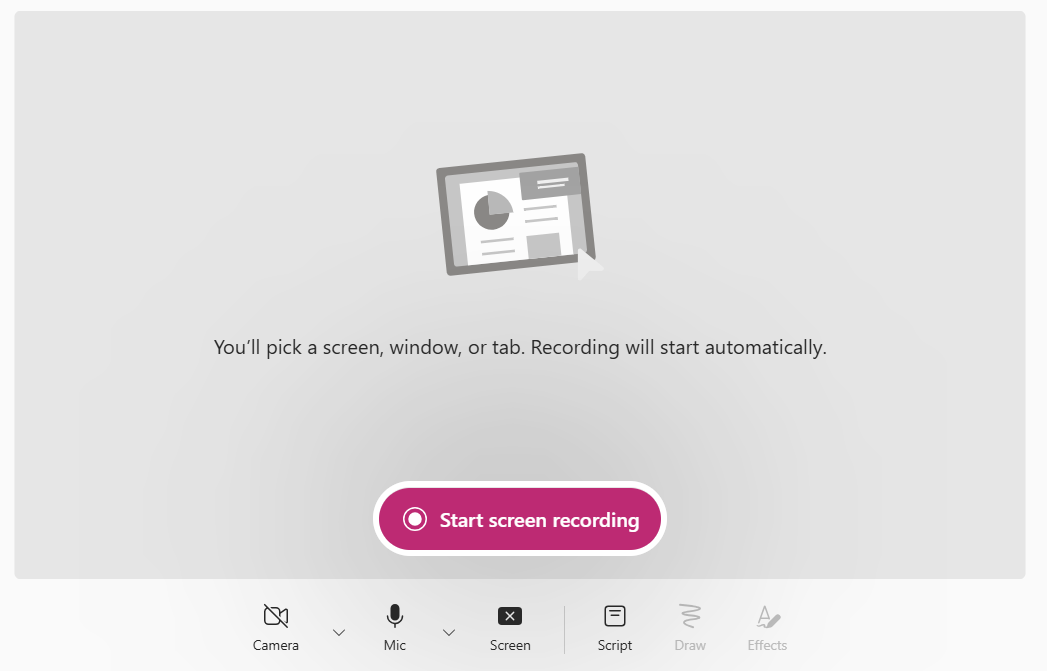 You’ll pick a screen, window, or tab. Recording will start automatically.
Start screen recording
Camera
Mic
Screen
Script
Draw
Effects